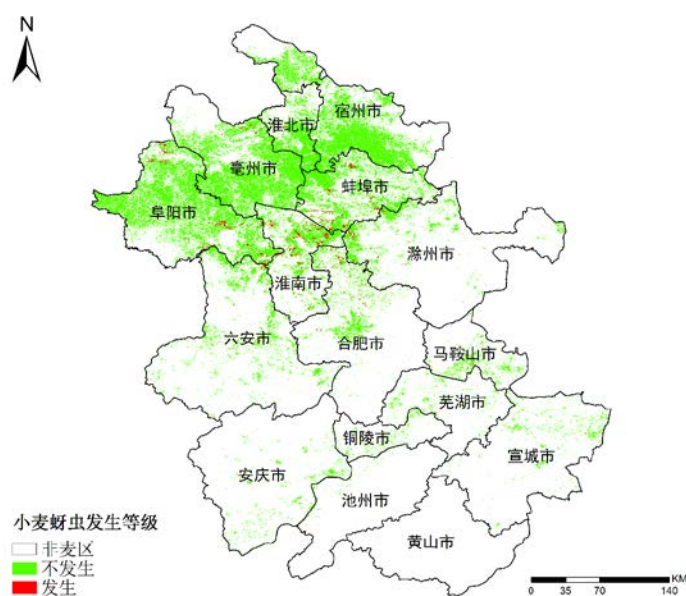 N
宿州市
淮北市
亳州市
蚌埠市
阜阳市
滁州市
淮南市
六安市
合肥市
马鞍山市
芜湖市
铜陵市
宣城市
安庆市
池州市
黄山市
小麦蚜虫发生等级
非麦区
不发生
发生
KM
0 35 70 140